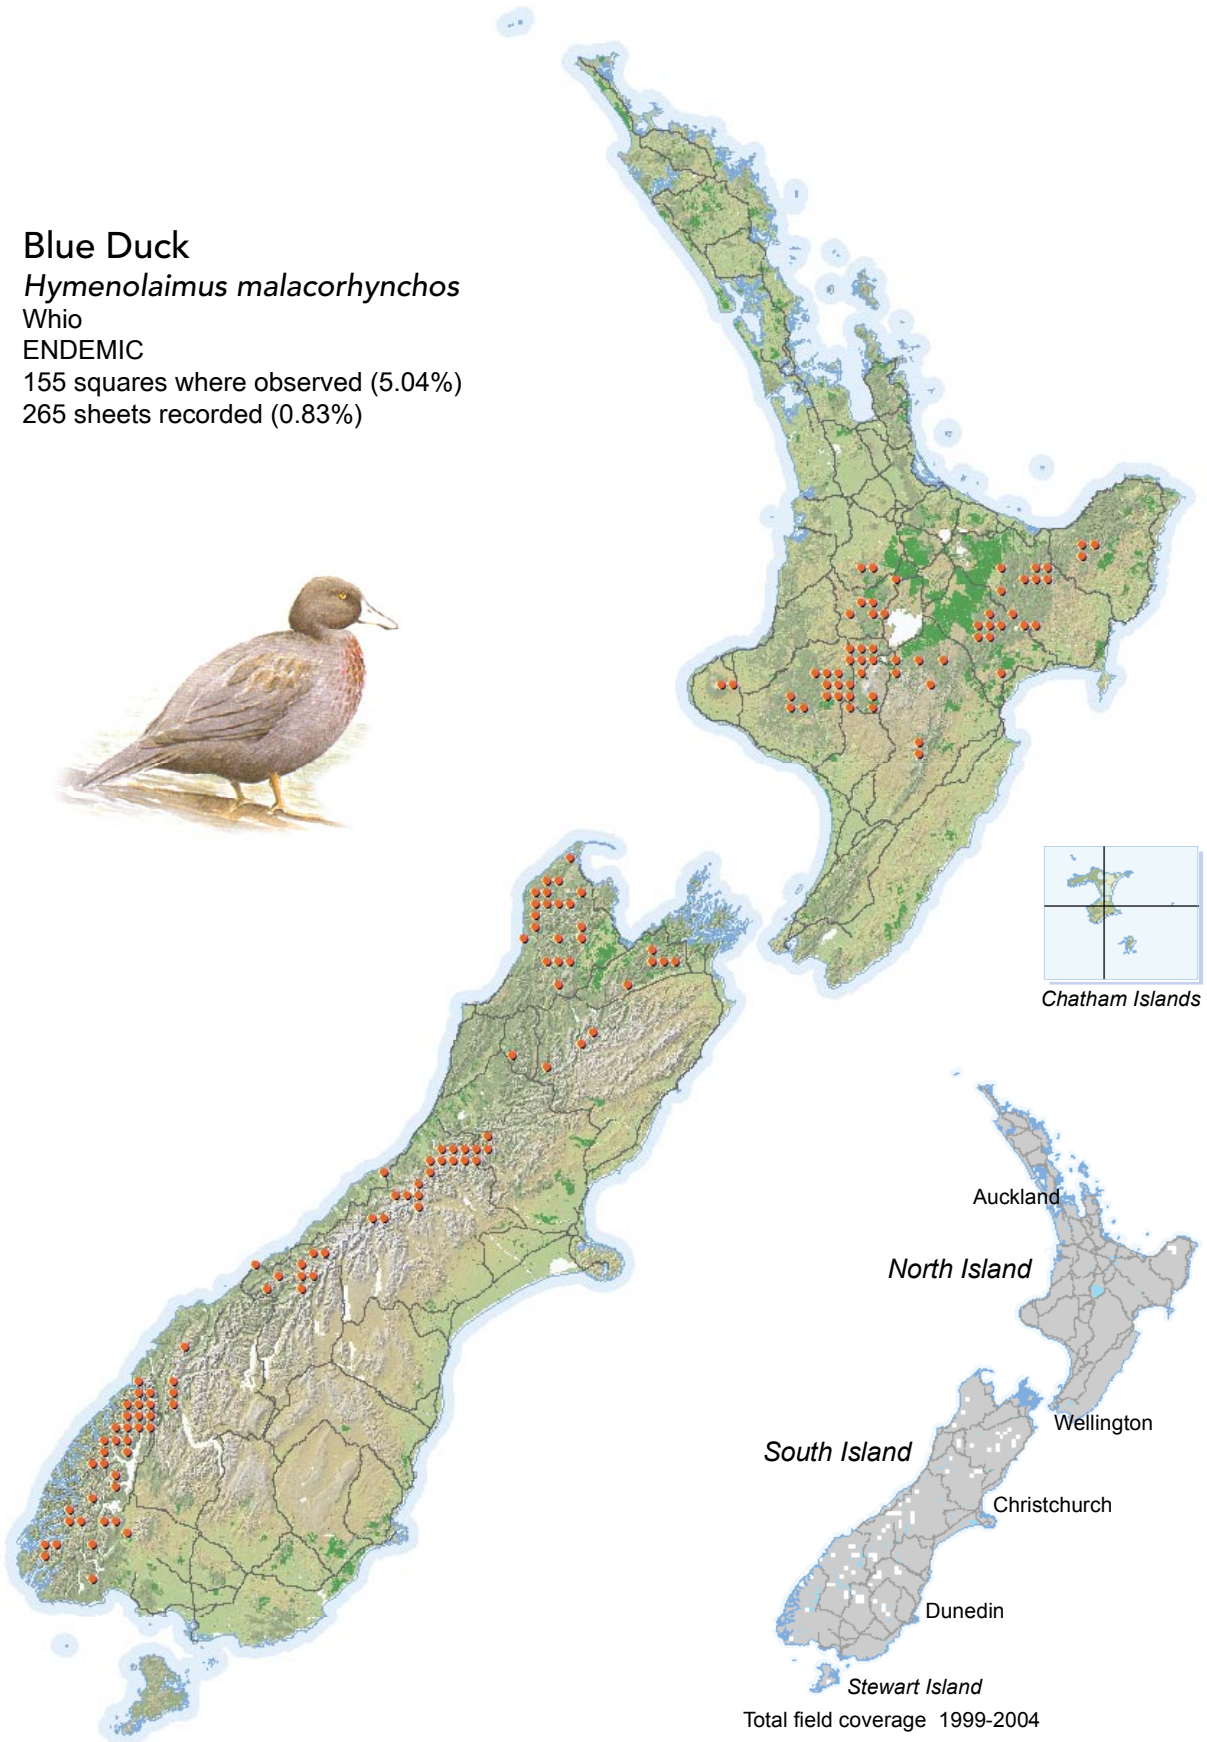 Blue Duck
Hymenolaimus malacorhynchos
Whio
ENDEMIC
155 squares where observed (5.04%)
265 sheets recorded (0.83%)
Chatham Islands
Auckland
North Island
Wellington
South Island
Christchurch
Dunedin
Stewart Island
Total field coverage 1999-2004